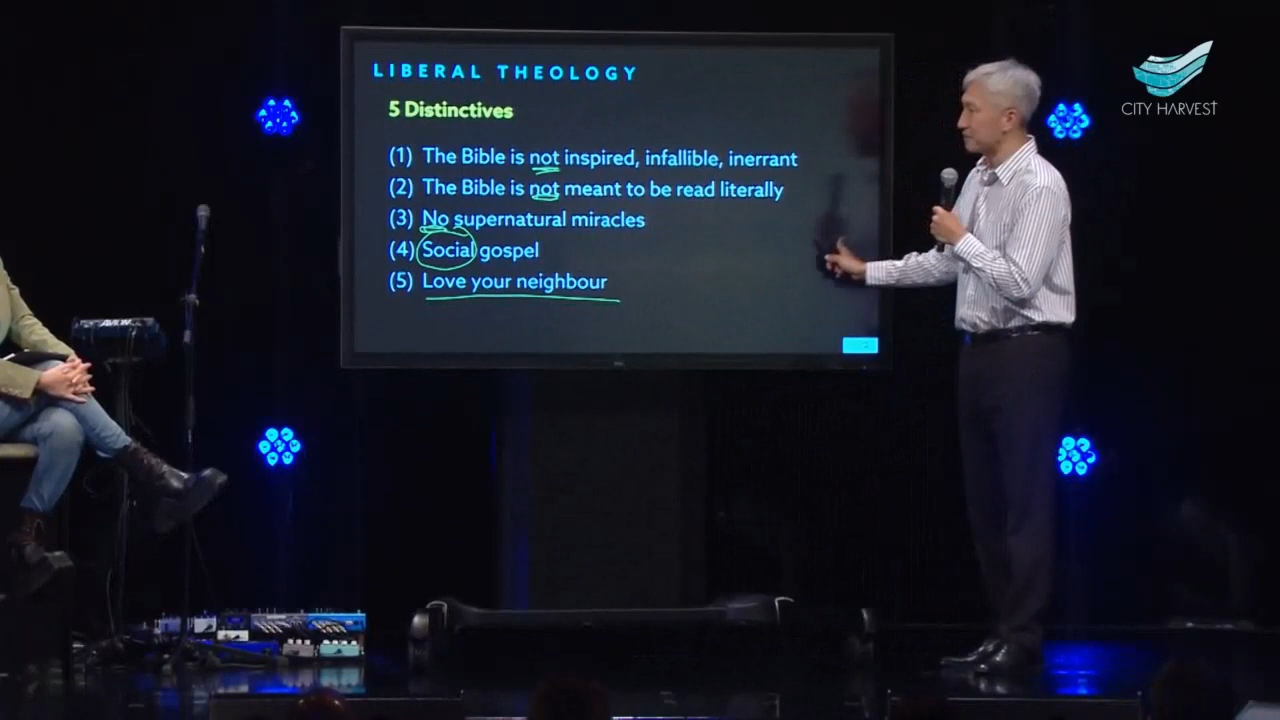 LIBERAL THEOLOGY
5 Distinctives
(1) The Bible is not inspired, infallible, inerrant
(2) The Bible is not meant to be read literally
(3) No supernatural miracles
(4) Social gospel
(5) Love your neighbour
CITY HARVEST